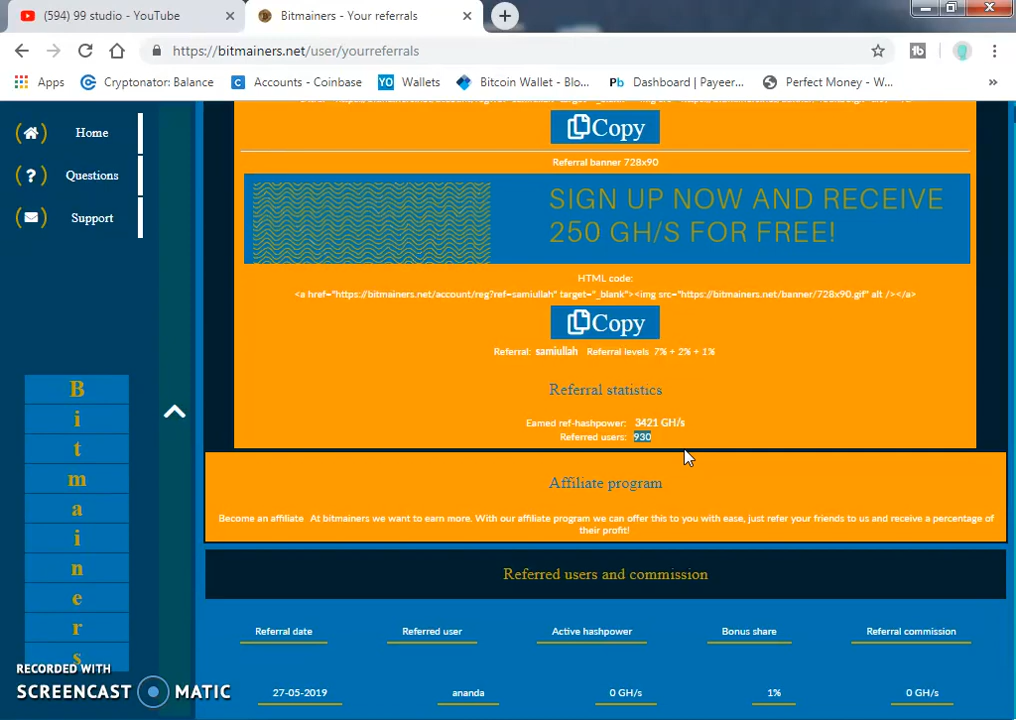 (594) 99 studio - YouTube
Bitmainers - Your referrals
https://bitmainers.net/user/yourreferrals
Apps
Cryptonator: Balance
Accounts - Coinbase
YO Wallets
Bitcoin Wallet - Blo...
Pb Dashboard | Payeer...
Perfect Money - W...
»
Home
Questions
Support
Copy
Referral banner 728x90
SIGN UP NOW AND RECEIVE
250 GH/S FOR FREE!
HTML code:
<a href="https://bitmainers.net/account/reg?ref=samiullah" target="_blank"><img src="https://bitmainers.net/banner/728x90.gif" alt /></a>
Copy
Referral: samiullah Referral levels 7% + 2% + 1%
Referral statistics
Earned ref-hashpower: 3421 GH/s
Referred users: 930
Affiliate program
Become an affiliate At bitmainers we want to earn more. With our affiliate program we can offer this to you with ease, just refer your friends to us and receive a percentage of
their profit!
Referred users and commission
Referral date Referred user Active hashpower Bonus share Referral commission
27-05-2019 ananda 0 GH/s 1% 0 GH/s
B
i
t
m
a
i
n
e
r
s
RECORDED WITH
SCREENCAST MATIC